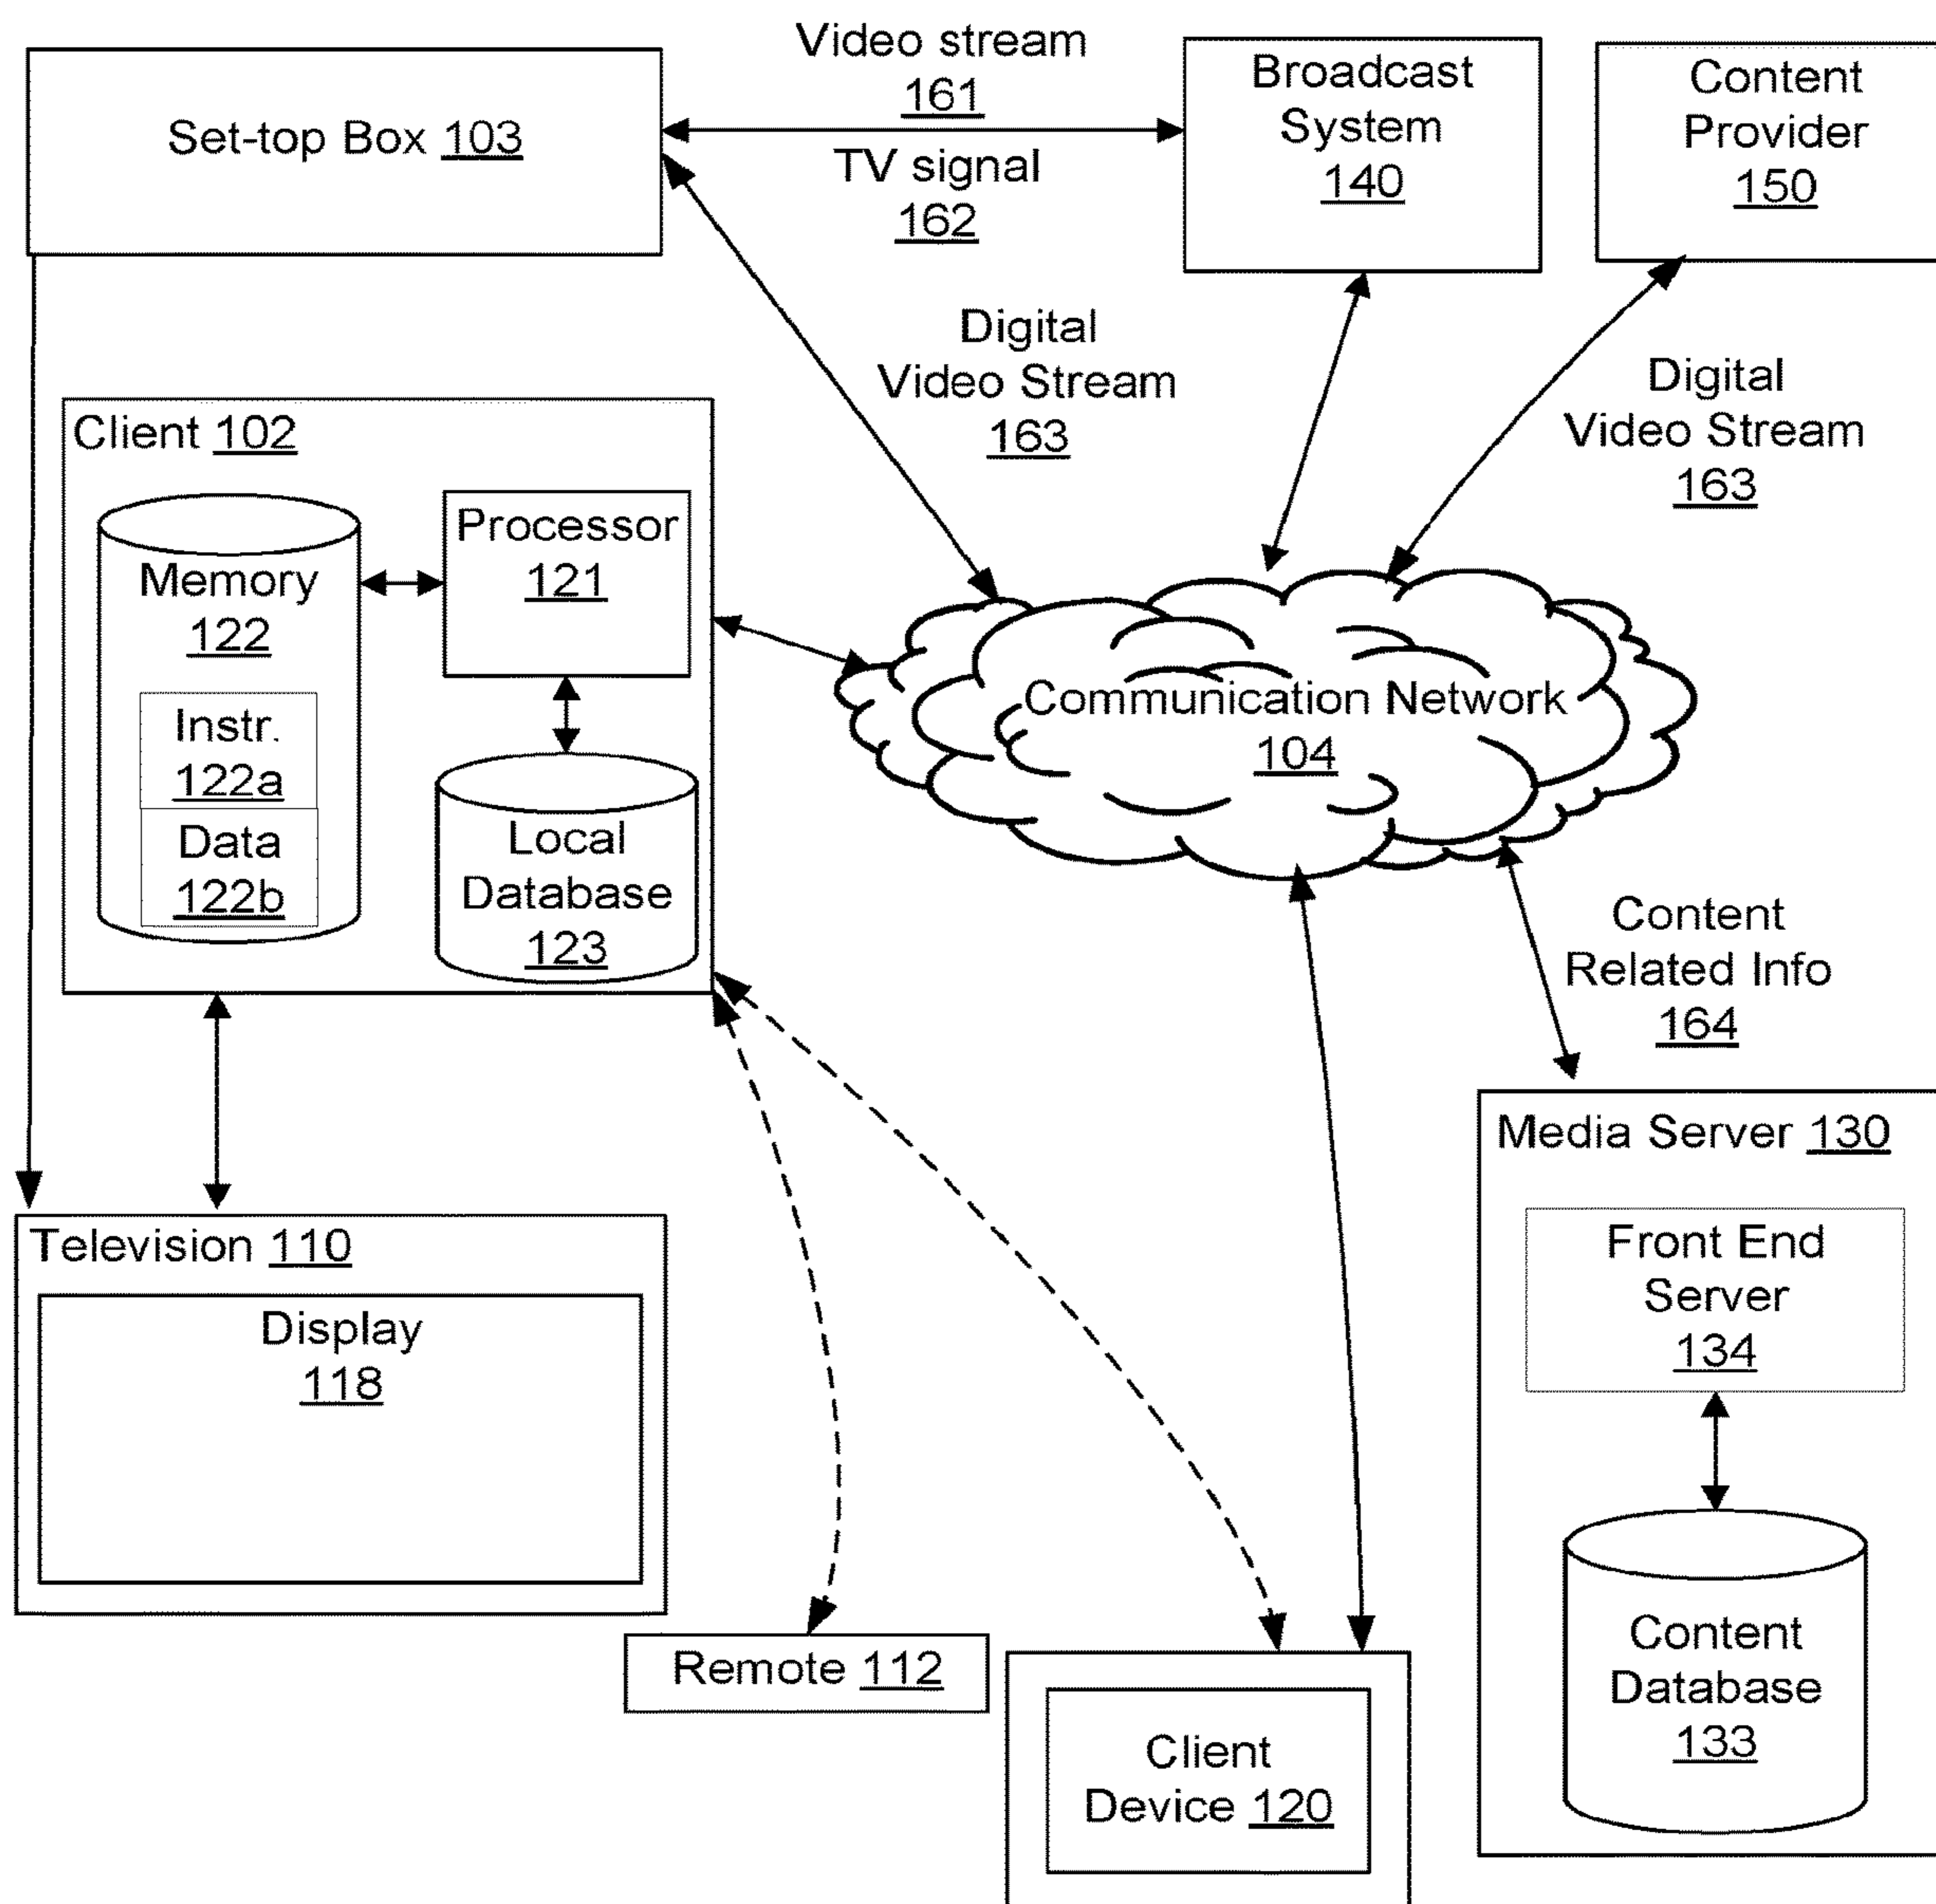 Set-top Box 103
Video stream
161
TV signal
162
Broadcast
System
140
Content
Provider
150
Digital
Video Stream
163
Digital
Video Stream
163
Client 102
Memory
122
Instr.
122a
Data
122b
Processor
121
Local
Database
123
Communication Network
104
Content
Related Info
164
Television 110
Display
118
Media Server 130
Front End
Server
134
Content
Database
133
Remote 112
Client
Device 120